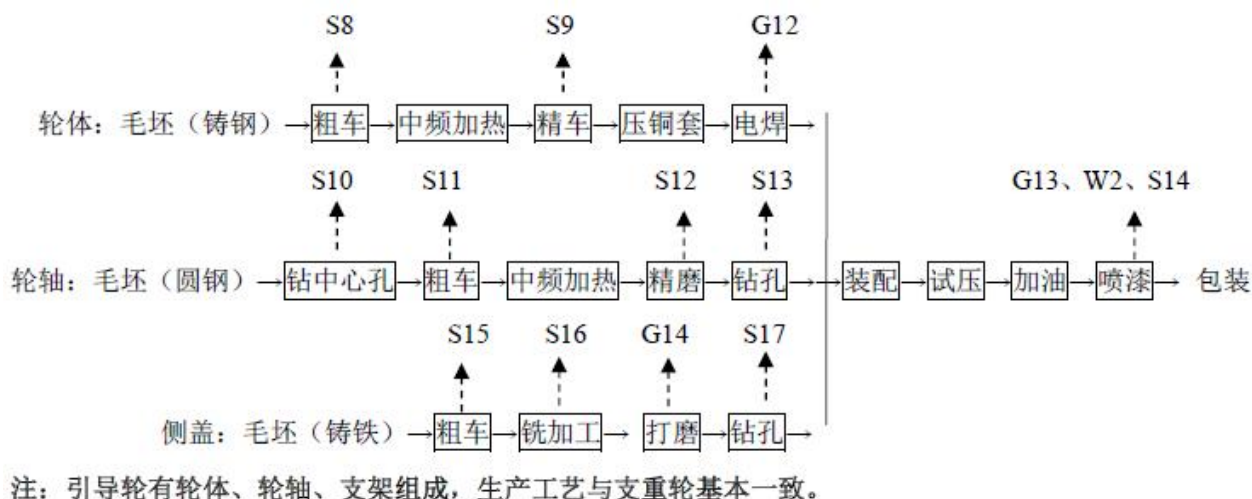 S8 S9 G12
轮体：毛坯（铸钢） 粗车 中频加热 精车 压铜套 电焊
S10 S11 S12 S13 G13、W2、S14
轮轴：毛坯（圆钢） 钻中心孔 粗车 中频加热 精磨 钻孔 装配 试压 加油 喷漆 包装
S15 S16 G14 S17
侧盖：毛坯（铸铁） 粗车 铣加工 打磨 钻孔
注：引导轮有轮体、轮轴、支架组成，生产工艺与支重轮基本一致。